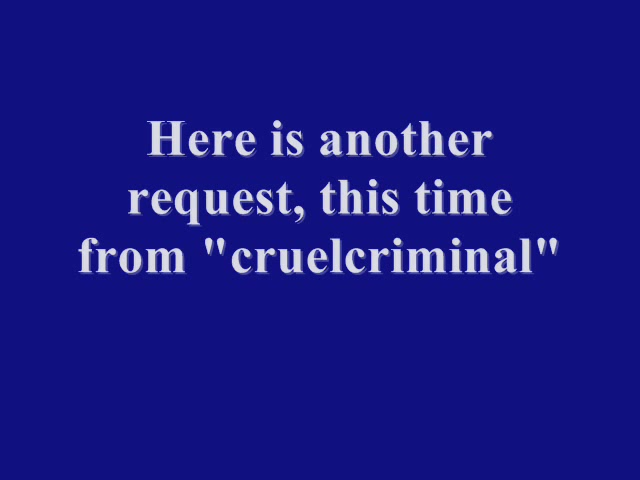 Here is another
request, this time
from "cruelcriminal"